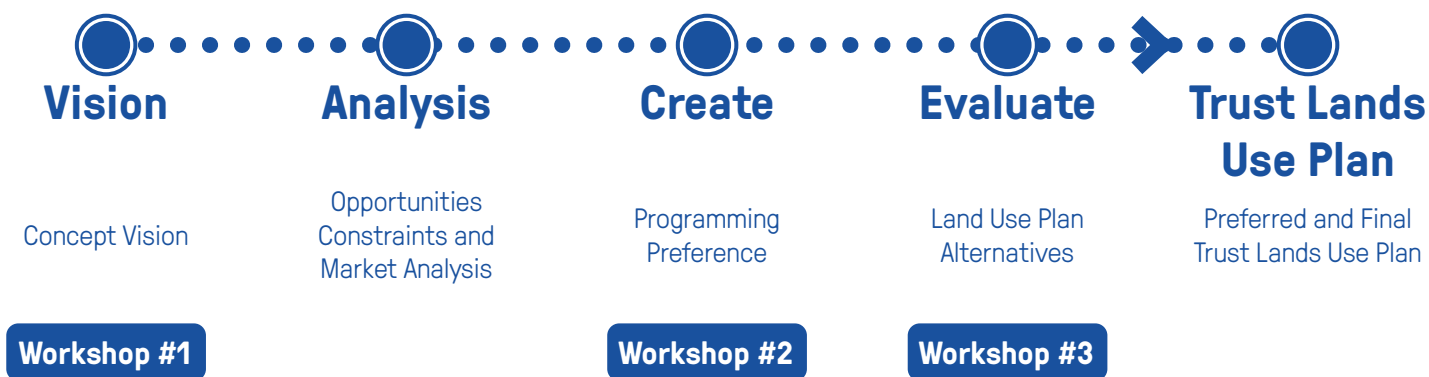 Vision
Analysis
Create
Evaluate
Trust Lands
Use Plan
Concept Vision
Opportunities
Constraints and
Market Analysis
Programming
Preference
Land Use Plan
Alternatives
Preferred and Final
Trust Lands Use Plan
Workshop #1
Workshop #2
Workshop #3